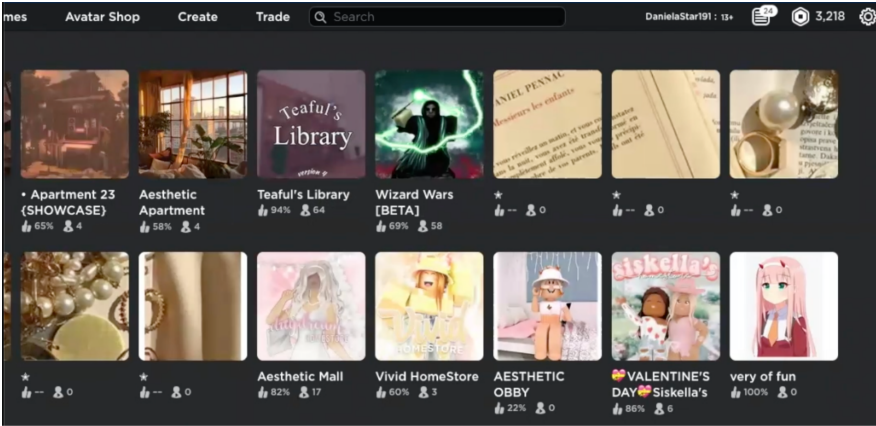 mes Avatar Shop Create Trade Search DanielaStar191 : 13+ 24 3,218
Teaful's
Library
version 9
ANIEL PENNAC
Messieurs les enfants
• Apartment 23
{SHOWCASE}
65% 4
Aesthetic
Apartment
58% 4
Teaful's Library
94% 64
Wizard Wars
[BETA]
69% 58
*
-- 0
*
-- 0
*
-- 0
siskella's
HOMESTORE
*
-- 0
*
-- 0
Aesthetic Mall
82% 17
Vivid HomeStore
60% 3
AESTHETIC
OBBY
22% 0
💝VALENTINE'S
DAY💝Siskella's
86% 6
very of fun
100% 0